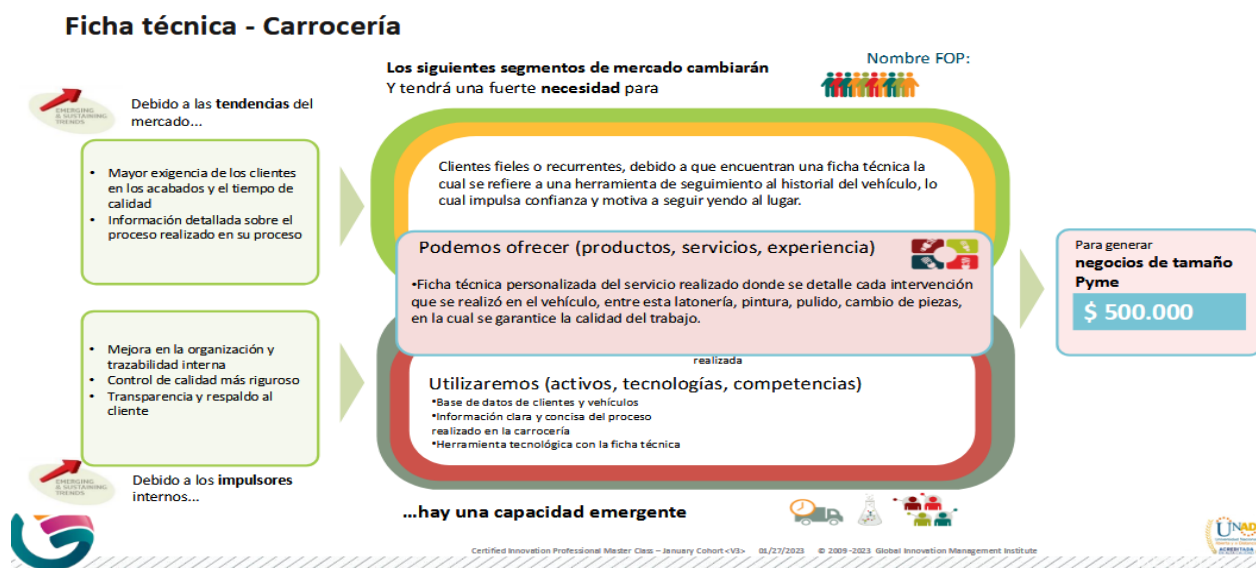 Ficha técnica - Carrocería
Nombre FOP:
Los siguientes segmentos de mercado cambiarán
Y tendrá una fuerte necesidad para
EMERGING
& SUSTAINING
TRENDS
Debido a las tendencias del
mercado...
• Mayor exigencia de los clientes
en los acabados y el tiempo de
calidad
• Información detallada sobre el
proceso realizado en su proceso
Clientes fieles o recurrentes, debido a que encuentran una ficha técnica la
cual se refiere a una herramienta de seguimiento al historial del vehículo, lo
cual impulsa confianza y motiva a seguir yendo al lugar.
Podemos ofrecer (productos, servicios, experiencia)
•Ficha técnica personalizada del servicio realizado donde se detalle cada intervención
que se realizó en el vehículo, entre esta latonería, pintura, pulido, cambio de piezas,
en la cual se garantice la calidad del trabajo.
Para generar
negocios de tamaño
Pyme
$ 500.000
• Mejora en la organización y
trazabilidad interna
• Control de calidad más riguroso
• Transparencia y respaldo al
cliente
realizada
Utilizaremos (activos, tecnologías, competencias)
•Base de datos de clientes y vehículos
•Información clara y concisa del proceso
realizado en la carrocería
•Herramienta tecnológica con la ficha técnica
EMERGING
& SUSTAINING
TRENDS
Debido a los impulsores
internos...
...hay una capacidad emergente
Certified Innovation Professional Master Class – January Cohort <V3> 01/27/2023 © 2009-2023 Global Innovation Management Institute
UNAD
ACREDITADA